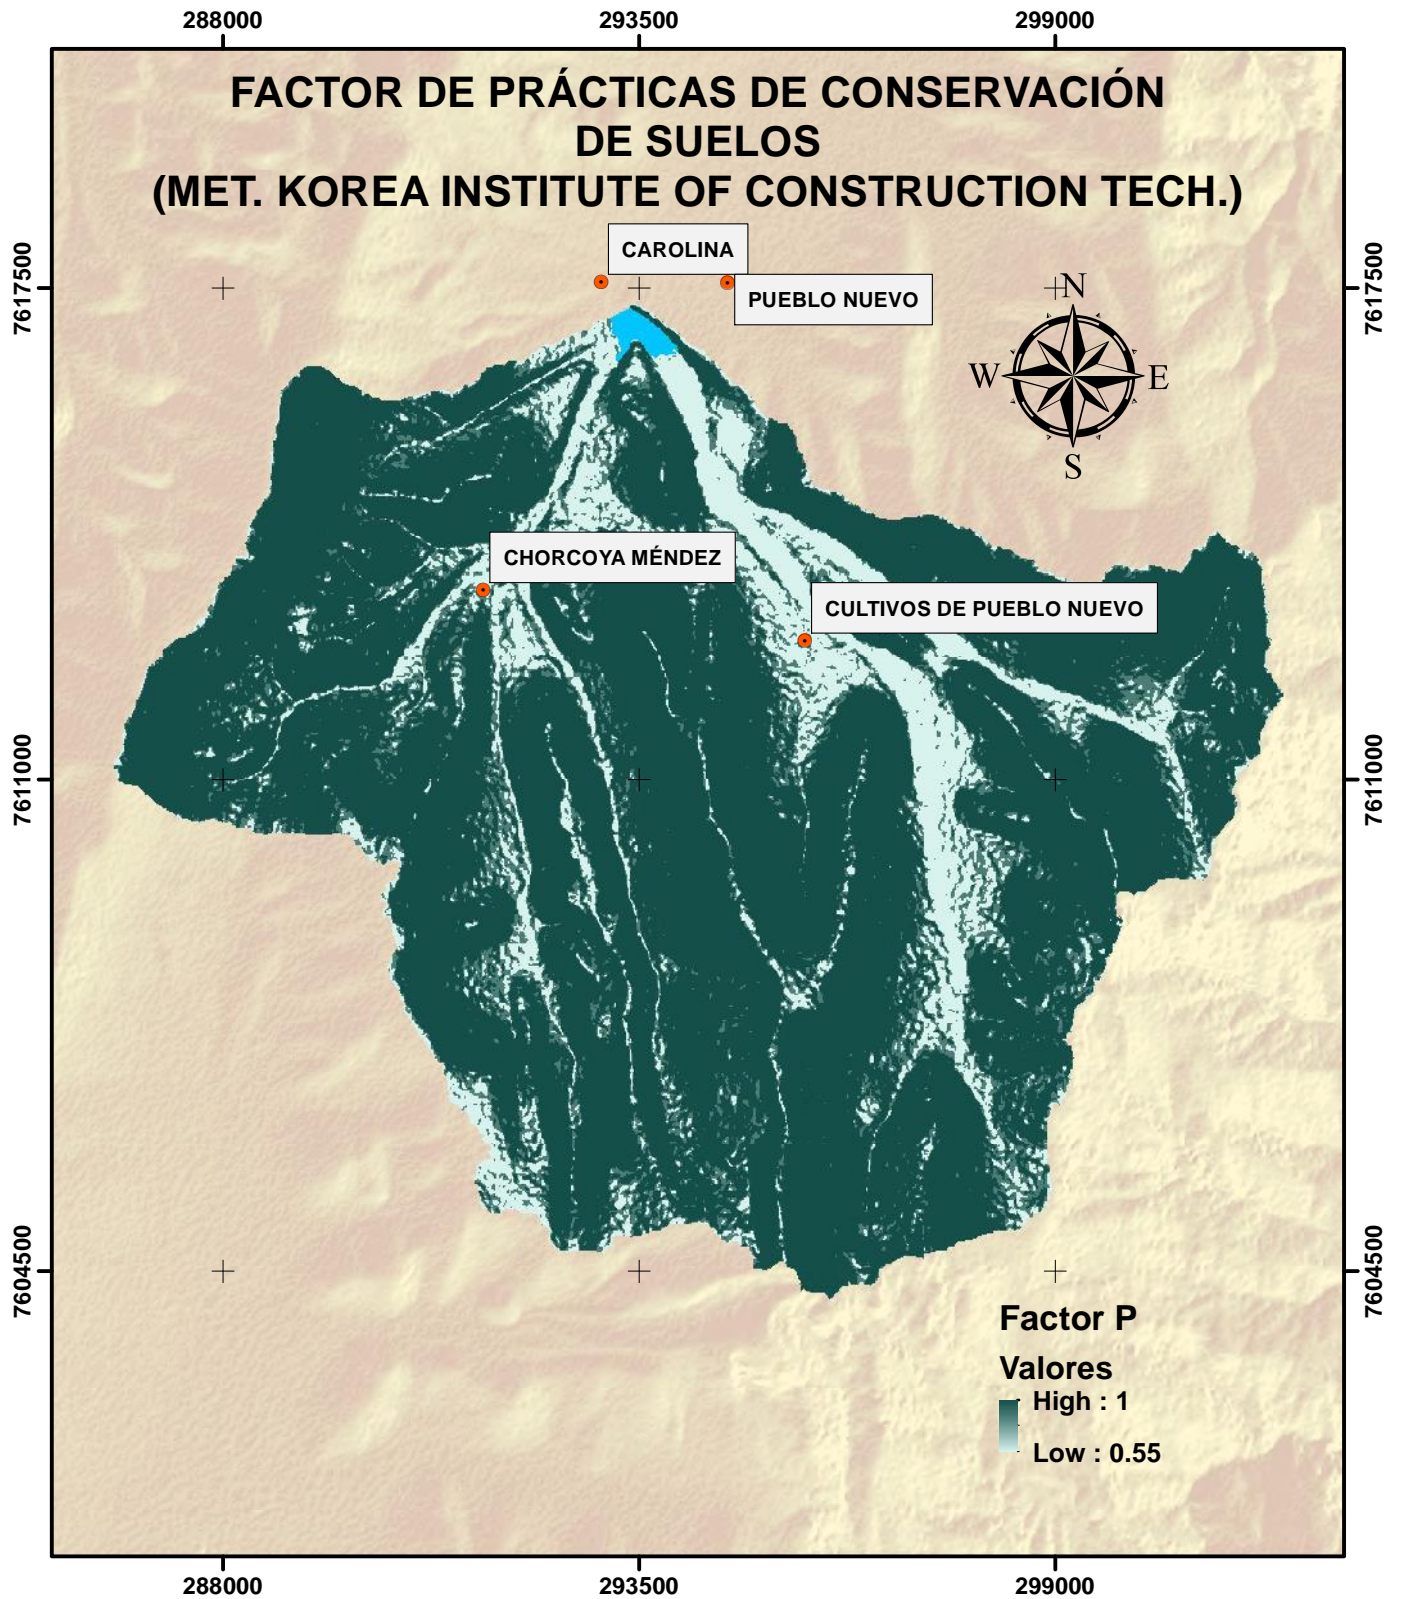 288000 293500 299000
FACTOR DE PRÁCTICAS DE CONSERVACIÓN
DE SUELOS
(MET. KOREA INSTITUTE OF CONSTRUCTION TECH.)
CAROLINA
PUEBLO NUEVO
7617500 7617500
N
W E
S
CHORCOYA MÉNDEZ
CULTIVOS DE PUEBLO NUEVO
7611000 7611000
7604500 7604500
Factor P
Valores
High : 1
Low : 0.55
288000 293500 299000